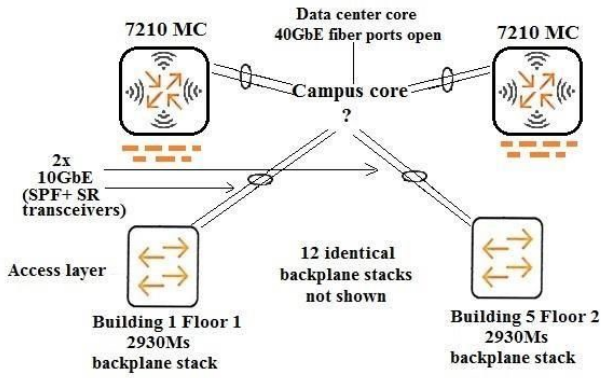 7210 MC
Data center core
40GbE fiber ports open
7210 MC
Campus core
?
2x
10GbE
(SPF+ SR
transceivers)
Access layer
12 identical
backplane stacks
not shown
Building 1 Floor 1
2930Ms
backplane stack
Building 5 Floor 2
2930Ms
backplane stack